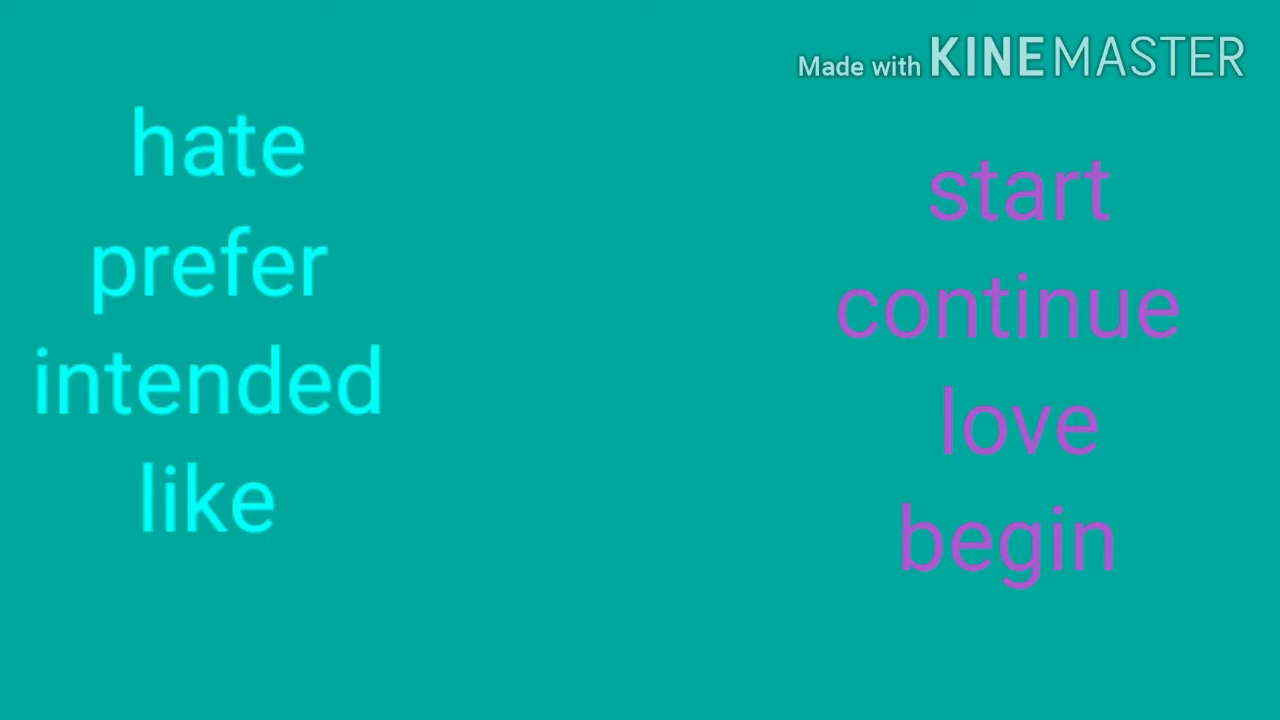 Made with KINEMASTER
hate
prefer
intended
like
start
continue
love
begin